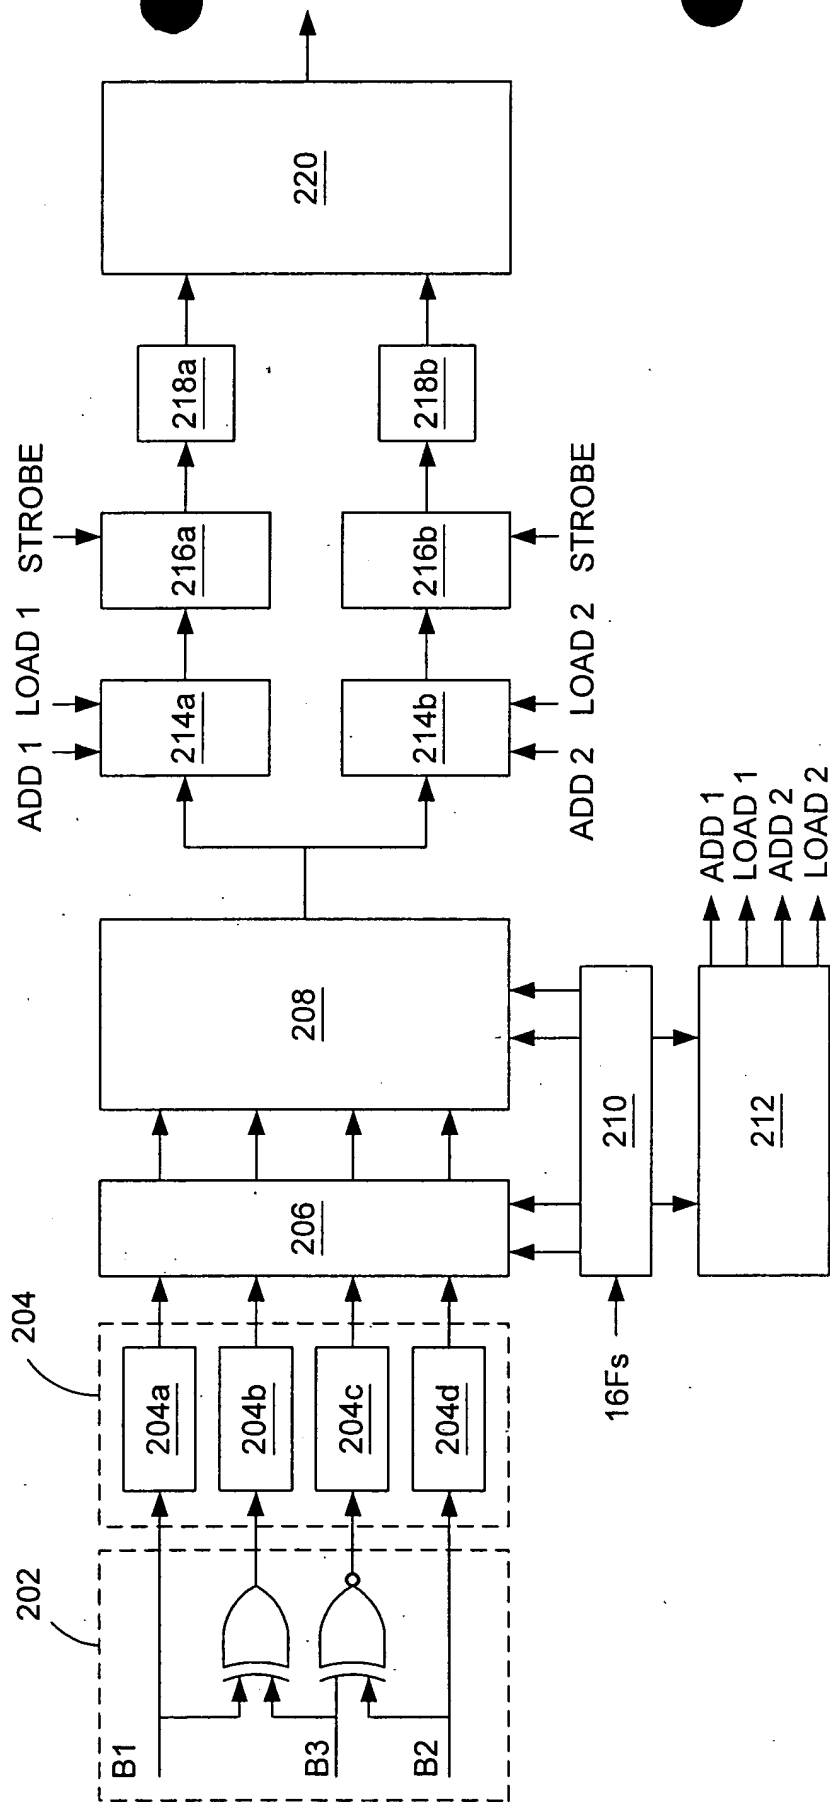 202
204
B1
B3
B2
204a
204b
204c
204d
206
208
16Fs
210
212
ADD 1
LOAD 1
ADD 2
LOAD 2
ADD 1
LOAD 1
STROBE
214a
216a
218a
214b
216b
218b
ADD 2
LOAD 2
STROBE
220